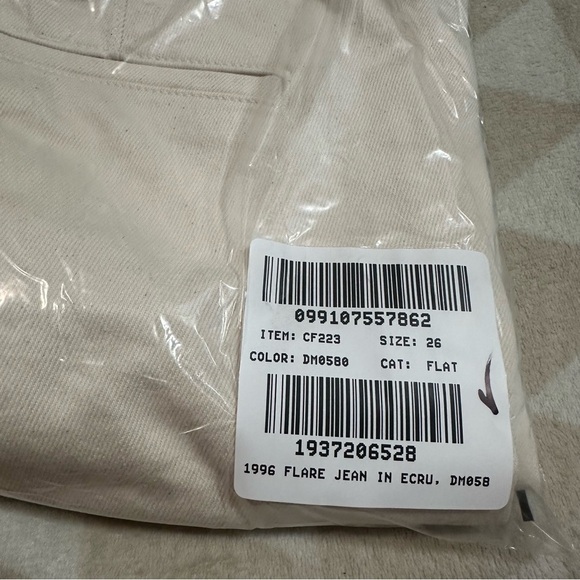 099107557862
ITEM: CF223 SIZE: 26
COLOR: DM0580 CAT: FLAT
1937206528
1996 FLARE JEAN IN ECRU, DM058